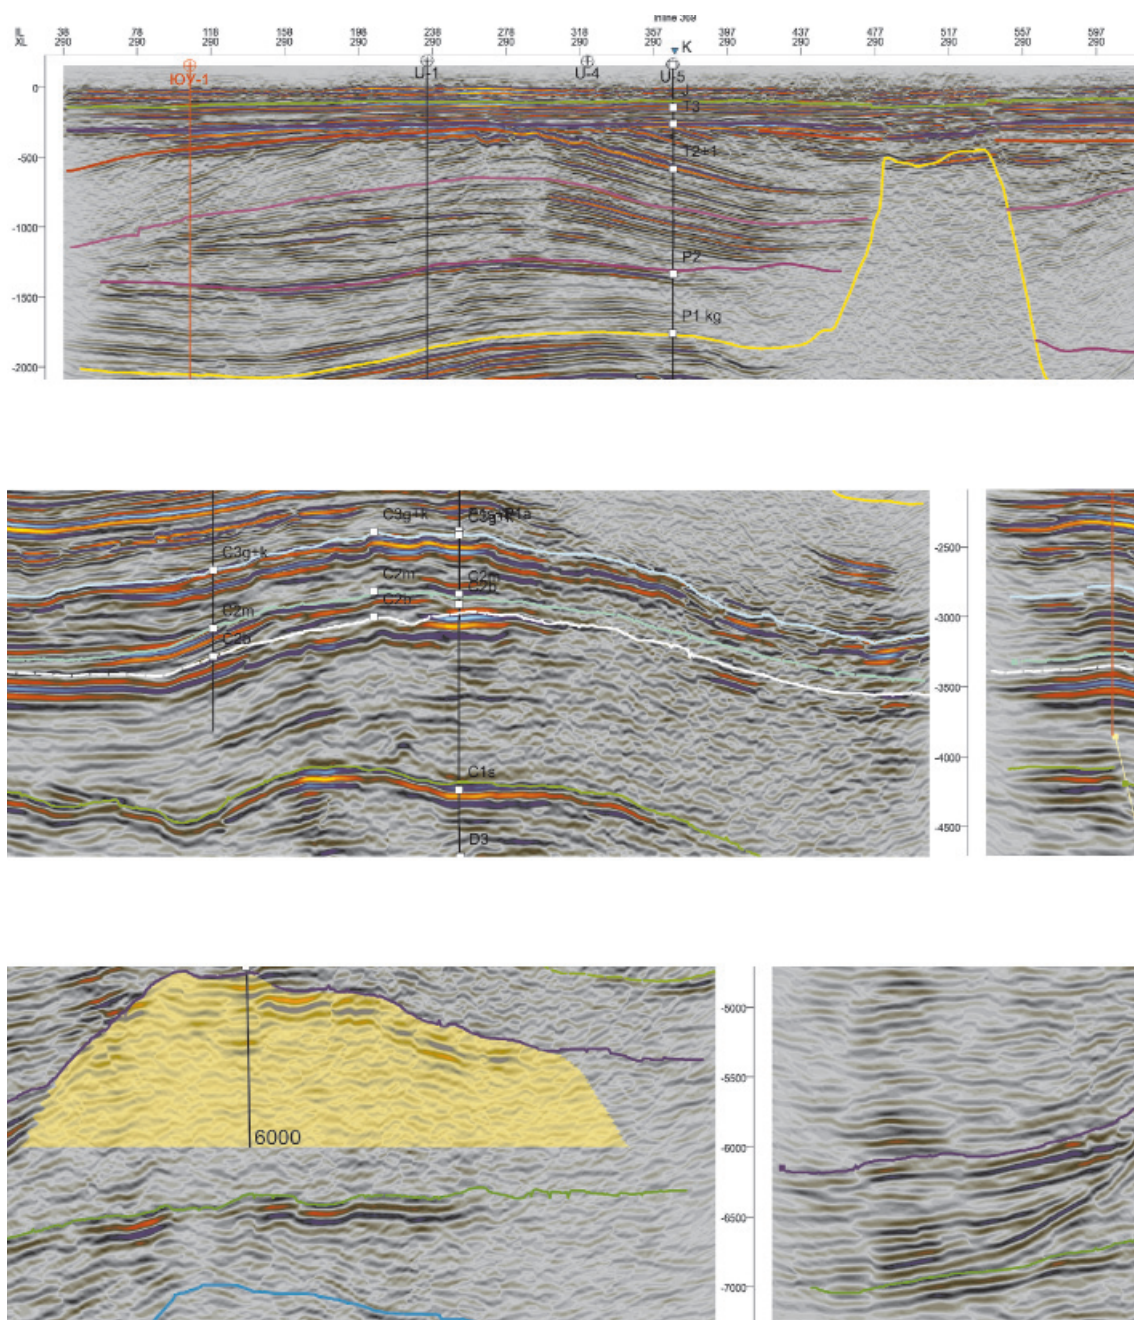 Inline 369
IL 38 78 118 158 198 238 278 318 357 397 437 477 517 557 597
XL 290 290 290 290 290 290 290 290 290 290 290 290 290 290 290
K
ЮУ-1 U-1 U-4 U-5
J
0
T3
T2+1
-500
-1000
P2
-1500
P1 kg
-2000
C3g+k
C3g+k
-2500
C2m C2m
C2b C2b
C2m
-3000
C2b
-3500
-4000
C1s
-4500
D3
-5000
-5500
6000
-6000
-6500
-7000